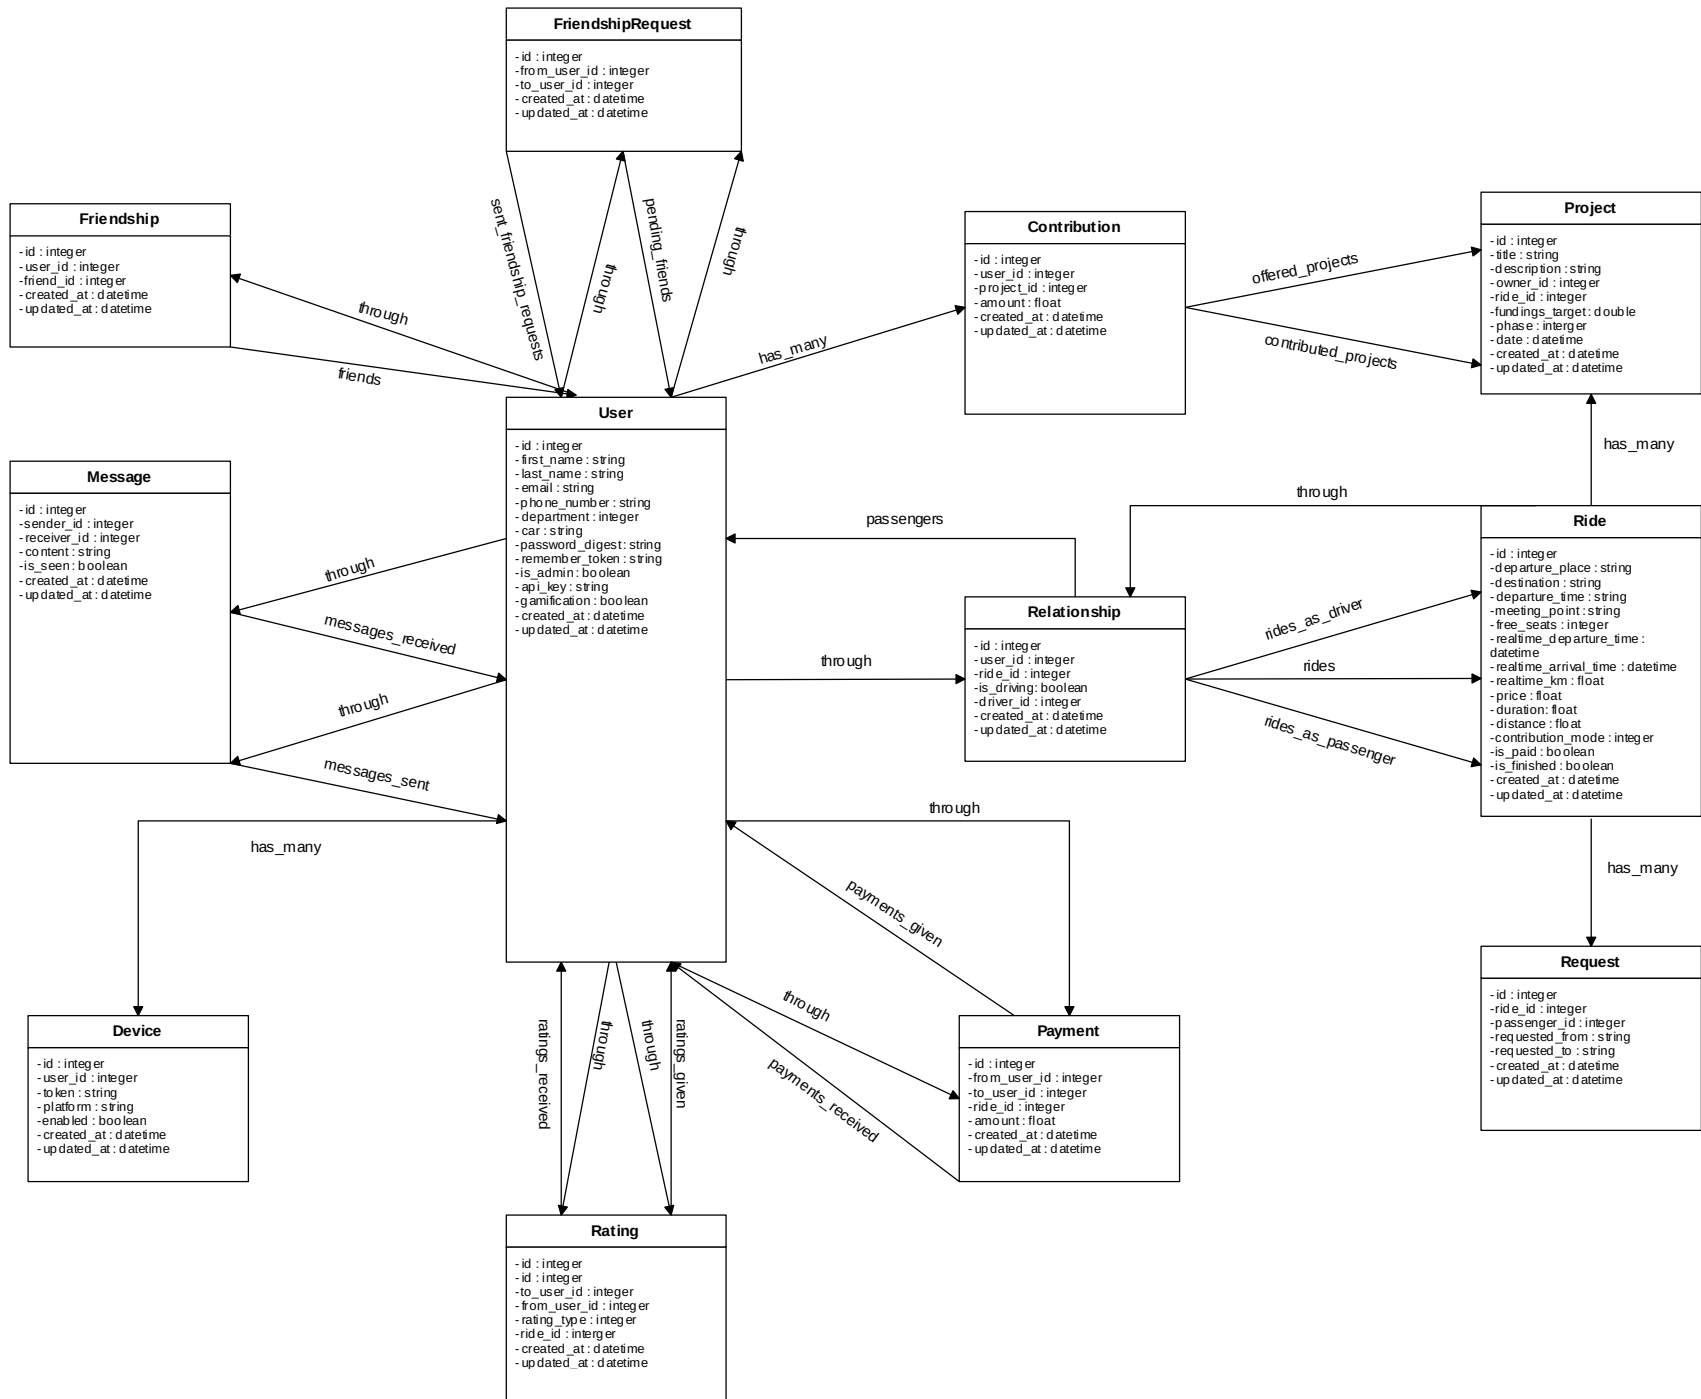 FriendshipRequest
-id : integer
-from_user_id : integer
-to_user_id : integer
-created_at : datetime
-updated_at : datetime
Friendship
-id : integer
-user_id : integer
-friend_id : integer
-created_at : datetime
-updated_at : datetime
sent_friendship_requests
through
pending_friends
through
through
friends
has_many
Contribution
-id : integer
-user_id : integer
-project_id : integer
-amount : float
-created_at : datetime
-updated_at : datetime
offered_projects
contributed_projects
Project
-id : integer
-title : string
-description : string
-owner_id : integer
-ride_id : integer
-fundings_target : double
-phase : interger
-date : datetime
-created_at : datetime
-updated_at : datetime
has_many
through
User
-id : integer
-first_name : string
-last_name : string
-email : string
-phone_number : string
-department : integer
-car : string
-password_digest : string
-remember_token : string
-is_admin : boolean
-api_key : string
-gamification : boolean
-created_at : datetime
-updated_at : datetime
Message
-id : integer
-sender_id : integer
-receiver_id : integer
-content : string
-is_seen : boolean
-created_at : datetime
-updated_at : datetime
through
messages_received
through
messages_sent
has_many
passengers
through
Relationship
-id : integer
-user_id : integer
-ride_id : integer
-is_driving: boolean
-driver_id : integer
-created_at : datetime
-updated_at : datetime
rides_as_driver
rides
rides_as_passenger
Ride
-id : integer
-departure_place : string
-destination : string
-departure_time : string
-meeting_point : string
-free_seats : integer
-realtime_departure_time :
datetime
-realtime_arrival_time : datetime
-realtime_km : float
-price : float
-duration: float
-distance : float
-contribution_mode : integer
-is_paid : boolean
-is_finished : boolean
-created_at : datetime
-updated_at : datetime
has_many
through
payments_given
through
payments_received
Request
-id : integer
-ride_id : integer
-passenger_id : integer
-requested_from : string
-requested_to : string
-created_at : datetime
-updated_at : datetime
Device
-id : integer
-user_id : integer
-token : string
-platform : string
-enabled : boolean
-created_at : datetime
-updated_at : datetime
ratings_received
through
through
ratings_given
Payment
-id : integer
-from_user_id : integer
-to_user_id : integer
-ride_id : integer
-amount : float
-created_at : datetime
-updated_at : datetime
Rating
-id : integer
-id : integer
-to_user_id : integer
-from_user_id : integer
-rating_type : integer
-ride_id : interger
-created_at : datetime
-updated_at : datetime